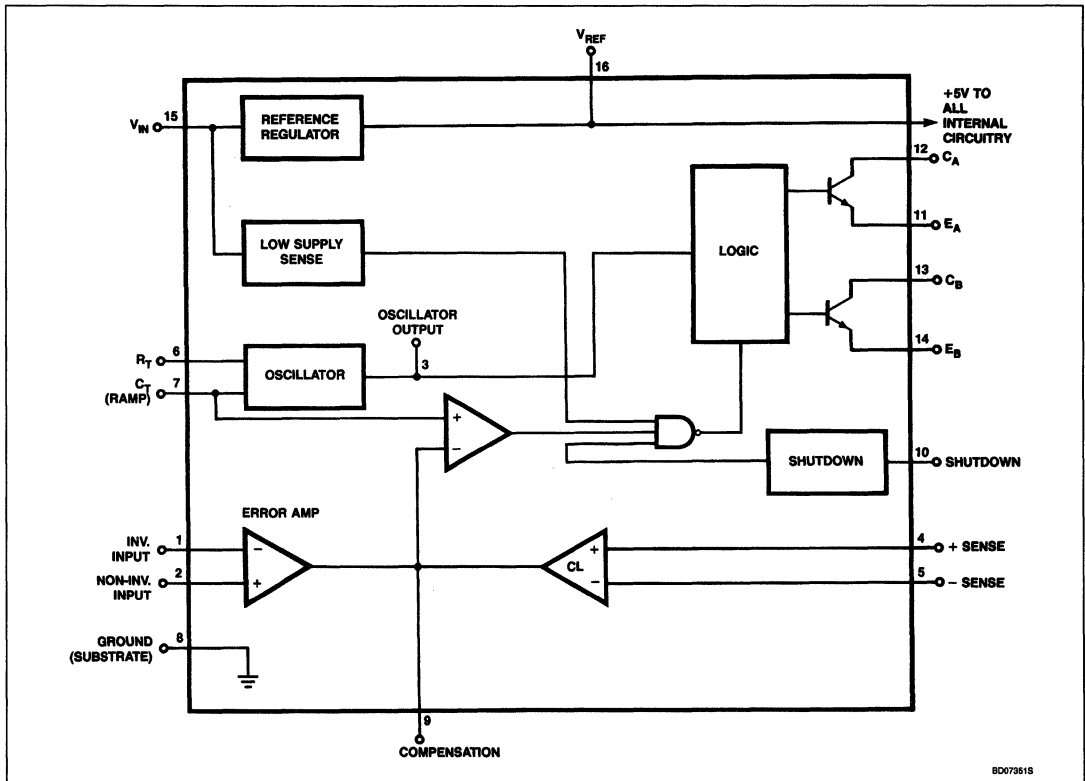 V_REF
16
+5V TO
ALL
INTERNAL
CIRCUITRY
V_IN
15
REFERENCE
REGULATOR
12
C_A
11
E_A
LOW SUPPLY
SENSE
LOGIC
13
C_B
OSCILLATOR
OUTPUT
3
14
E_B
R_T
6
OSCILLATOR
C_T
7
(RAMP)
+
−
SHUTDOWN
10
SHUTDOWN
ERROR AMP
INV.
INPUT
1
−
NON-INV.
INPUT
2
+
+
CL
−
4
+ SENSE
5
− SENSE
GROUND
(SUBSTRATE)
8
9
COMPENSATION
BD07351S